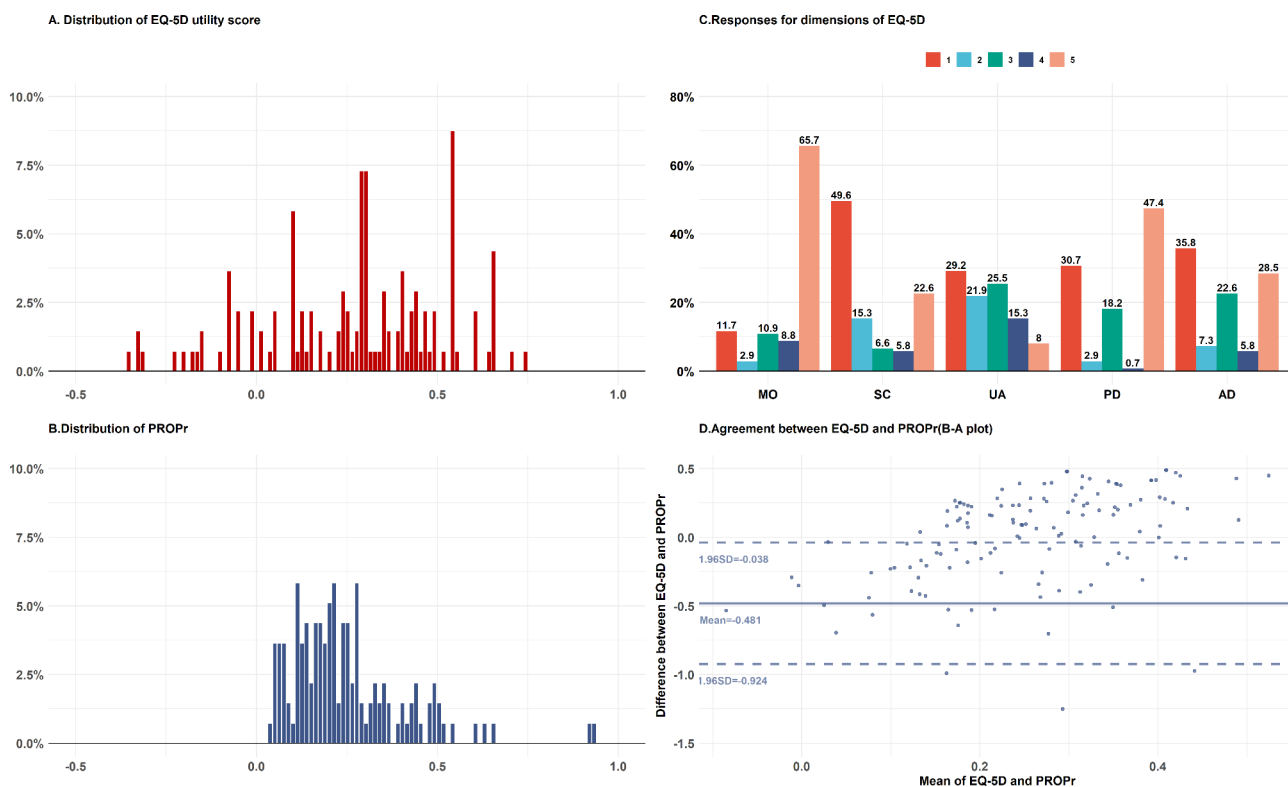 A. Distribution of EQ-5D utility score
10.0%
7.5%
5.0%
2.5%
0.0%
-0.5 0.0 0.5 1.0
C.Responses for dimensions of EQ-5D
1 2 3 4 5
80%
60%
40%
20%
0%
11.7 2.9 10.9 8.8 65.7
49.6 15.3 6.6 5.8 22.6
29.2 21.9 25.5 15.3 8
30.7 2.9 18.2 0.7 47.4
35.8 7.3 22.6 5.8 28.5
MO SC UA PD AD
B.Distribution of PROPr
10.0%
7.5%
5.0%
2.5%
0.0%
-0.5 0.0 0.5 1.0
D.Agreement between EQ-5D and PROPr(B-A plot)
Difference between EQ-5D and PROPr
0.5
0.0
-0.5
-1.0
-1.5
1.96SD=-0.038
Mean=-0.481
1.96SD=-0.924
0.0 0.2 0.4
Mean of EQ-5D and PROPr